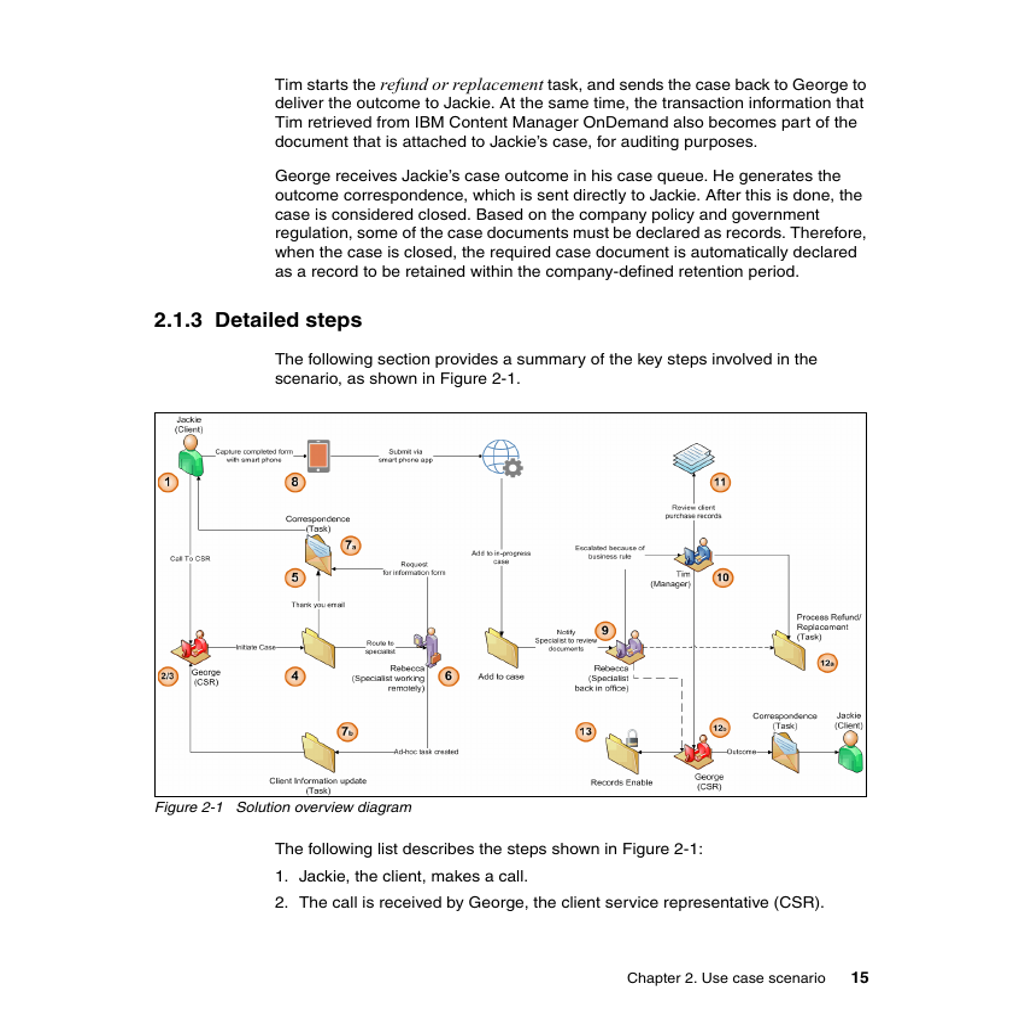 Tim starts the refund or replacement task, and sends the case back to George to
deliver the outcome to Jackie. At the same time, the transaction information that
Tim retrieved from IBM Content Manager OnDemand also becomes part of the
document that is attached to Jackie's case, for auditing purposes.
George receives Jackie's case outcome in his case queue. He generates the
outcome correspondence, which is sent directly to Jackie. After this is done, the
case is considered closed. Based on the company policy and government
regulation, some of the case documents must be declared as records. Therefore,
when the case is closed, the required case document is automatically declared
as a record to be retained within the company-defined retention period.
2.1.3 Detailed steps
The following section provides a summary of the key steps involved in the
scenario, as shown in Figure 2-1.
Jackie
(Client)
Capture completed form
with smart phone
Submit via
smart phone app
1
8
11
Review client
purchase records
Correspondence
(Task)
7a
Call To CSR
Request
for information form
Add to in-progress
case
Escalated because of
business rule
5
Tim
(Manager)
10
Thank you email
Process Refund/
Replacement
(Task)
Initiate Case
Route to
specialist
Notify
Specialist to review
documents
9
12a
2/3
George
(CSR)
4
Rebecca
(Specialist working
remotely)
6
Add to case
Rebecca
(Specialist
back in office)
7b
13
12b
Correspondence
(Task)
Jackie
(Client)
Ad-hoc task created
Outcome
Client Information update
(Task)
Records Enable
George
(CSR)
Figure 2-1 Solution overview diagram
The following list describes the steps shown in Figure 2-1:
1. Jackie, the client, makes a call.
2. The call is received by George, the client service representative (CSR).
Chapter 2. Use case scenario 15